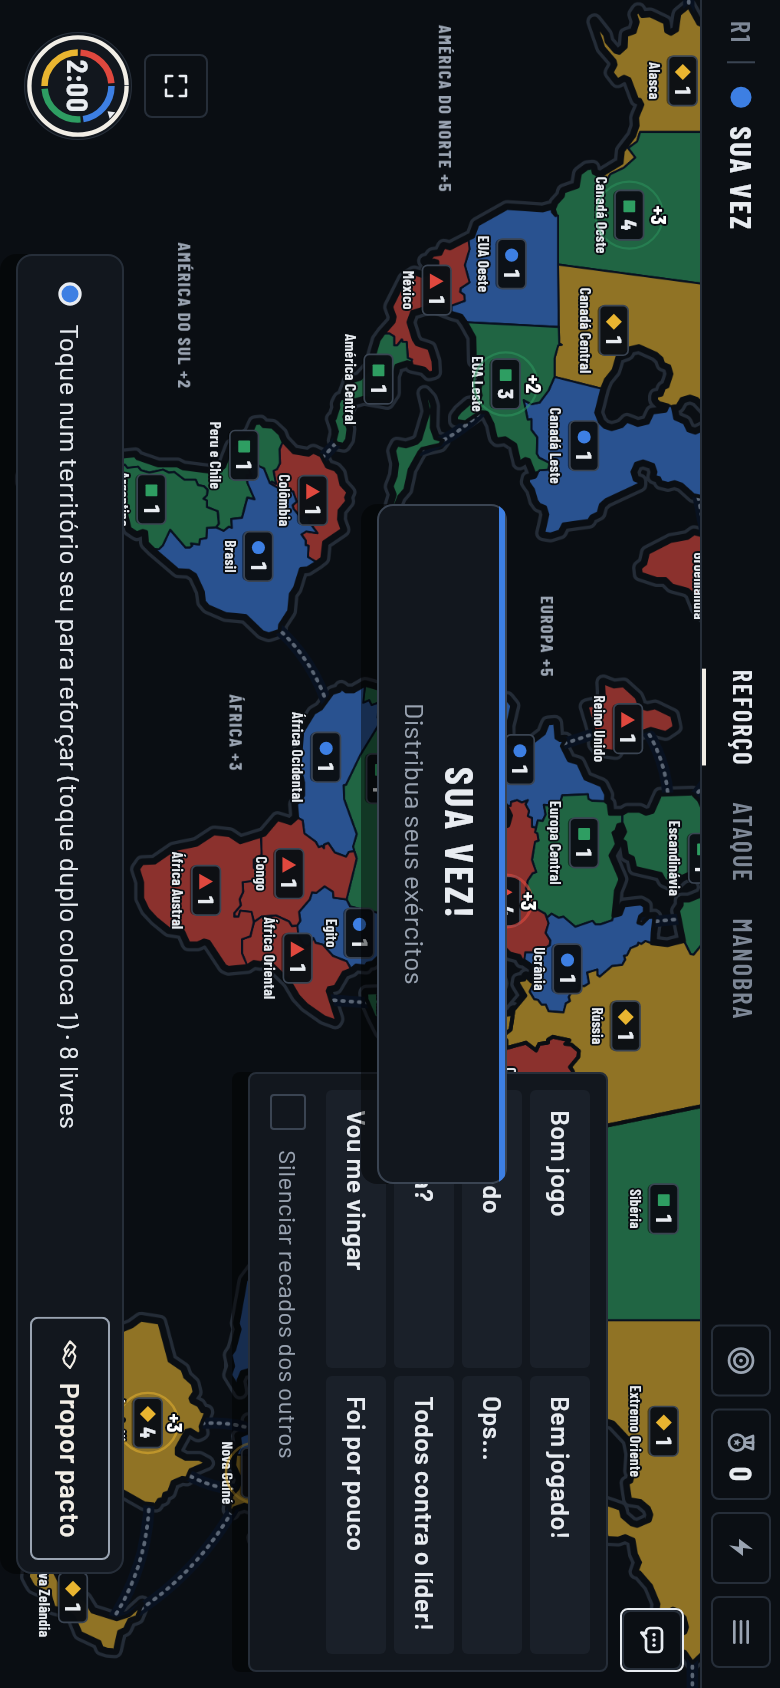 R1
SUA VEZ
REFORÇO
ATAQUE
MANOBRA
0
Alasca
1
+3
4
Canadá Oeste
1
Canadá Central
1
Canadá Leste
1
EUA Oeste
+2
3
EUA Leste
1
México
1
América Central
AMÉRICA DO NORTE +5
AMÉRICA DO SUL +2
1
Colômbia
1
Peru e Chile
1
Brasil
1
EUROPA +5
1
Reino Unido
Escandinávia
1
Europa Central
1
+3
1
Ucrânia
1
Rússia
1
Sibéria
1
Extremo Oriente
ÁFRICA +3
1
África Ocidental
1
Egito
1
Congo
1
África Oriental
1
África Austral
SUA VEZ!
Distribua seus exércitos
Bom jogo
Bem jogado!
do
Ops...
a?
Todos contra o líder!
Vou me vingar
Foi por pouco
Silenciar recados dos outros
Nova Guiné
+3
4
1
va Zelândia
2:00
Toque num território seu para reforçar (toque duplo coloca 1) · 8 livres
Propor pacto